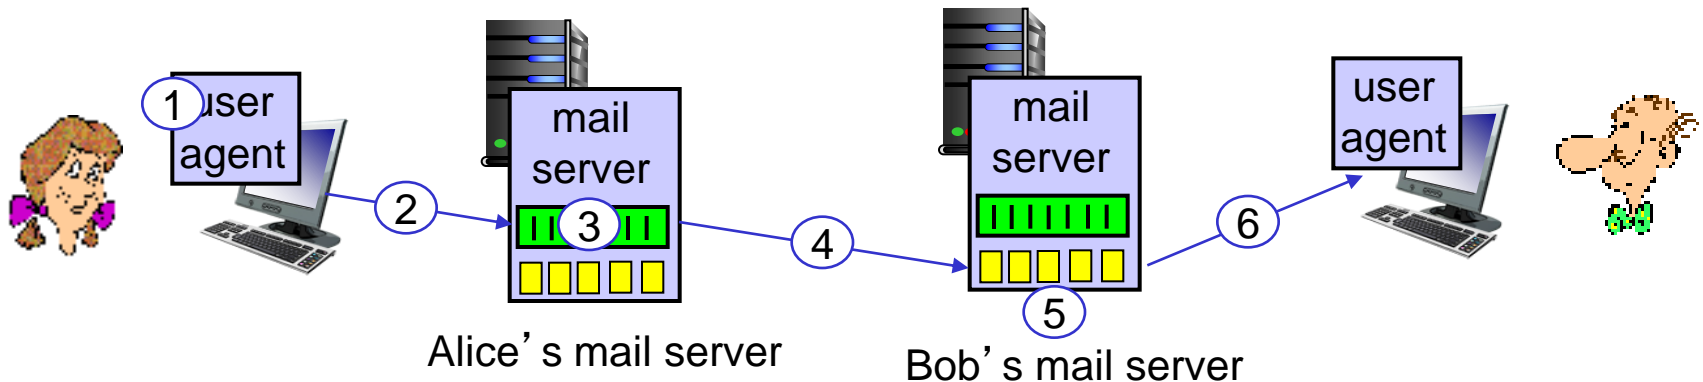 1 user
agent
2
mail
server
3
4
mail
server
5
6
user
agent
Alice’s mail server
Bob’s mail server